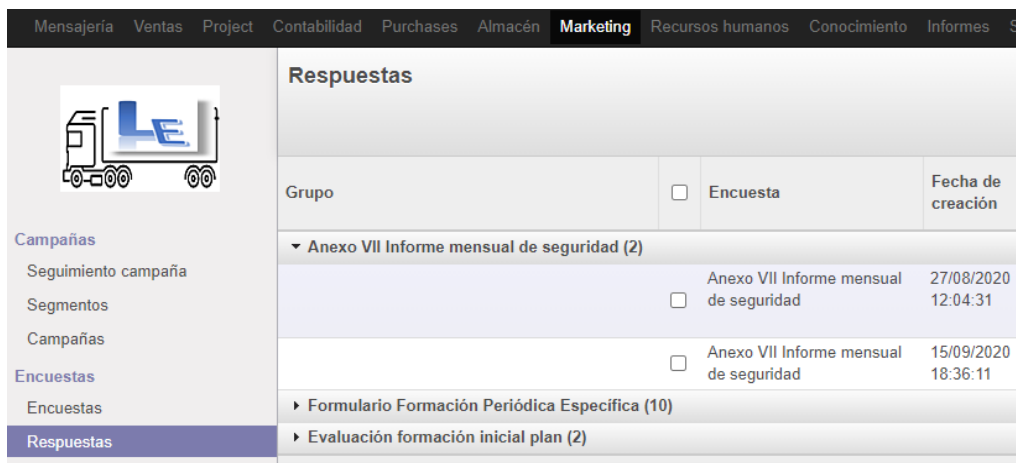 Mensajería Ventas Project Contabilidad Purchases Almacén Marketing Recursos humanos Conocimiento Informes
Respuestas
LEI
Grupo
Encuesta
Fecha de
creación
Campañas
Seguimiento campaña
Segmentos
Campañas
Encuestas
Encuestas
Respuestas
Anexo VII Informe mensual de seguridad (2)
Anexo VII Informe mensual
de seguridad
27/08/2020
12:04:31
Anexo VII Informe mensual
de seguridad
15/09/2020
18:36:11
Formulario Formación Periódica Específica (10)
Evaluación formación inicial plan (2)